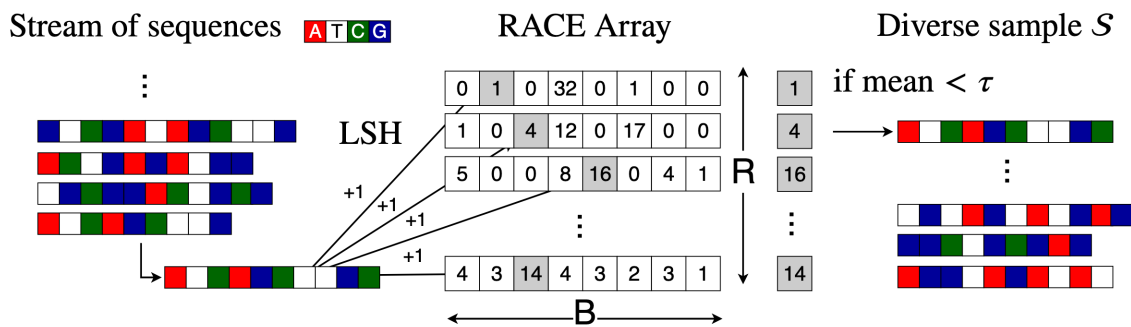 Stream of sequences A T C G
RACE Array
Diverse sample S
⋮
0 1 0 32 0 1 0 0
1
if mean < τ
LSH
1 0 4 12 0 17 0 0
4
5 0 0 8 16 0 4 1
R
16
⋮
+1
+1
+1
+1
⋮
⋮
4 3 14 4 3 2 3 1
14
B